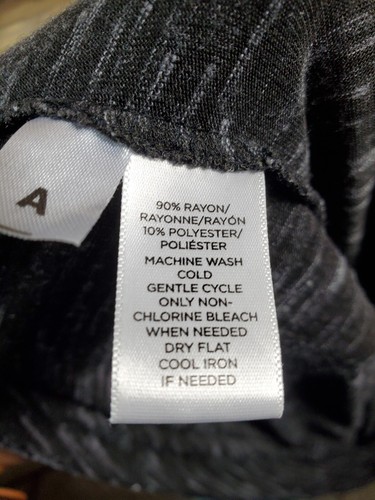 A
90% RAYON/
RAYONNE/RAYÓN
10% POLYESTER/
POLIÉSTER
MACHINE WASH
COLD
GENTLE CYCLE
ONLY NON-
CHLORINE BLEACH
WHEN NEEDED
DRY FLAT
COOL IRON
IF NEEDED